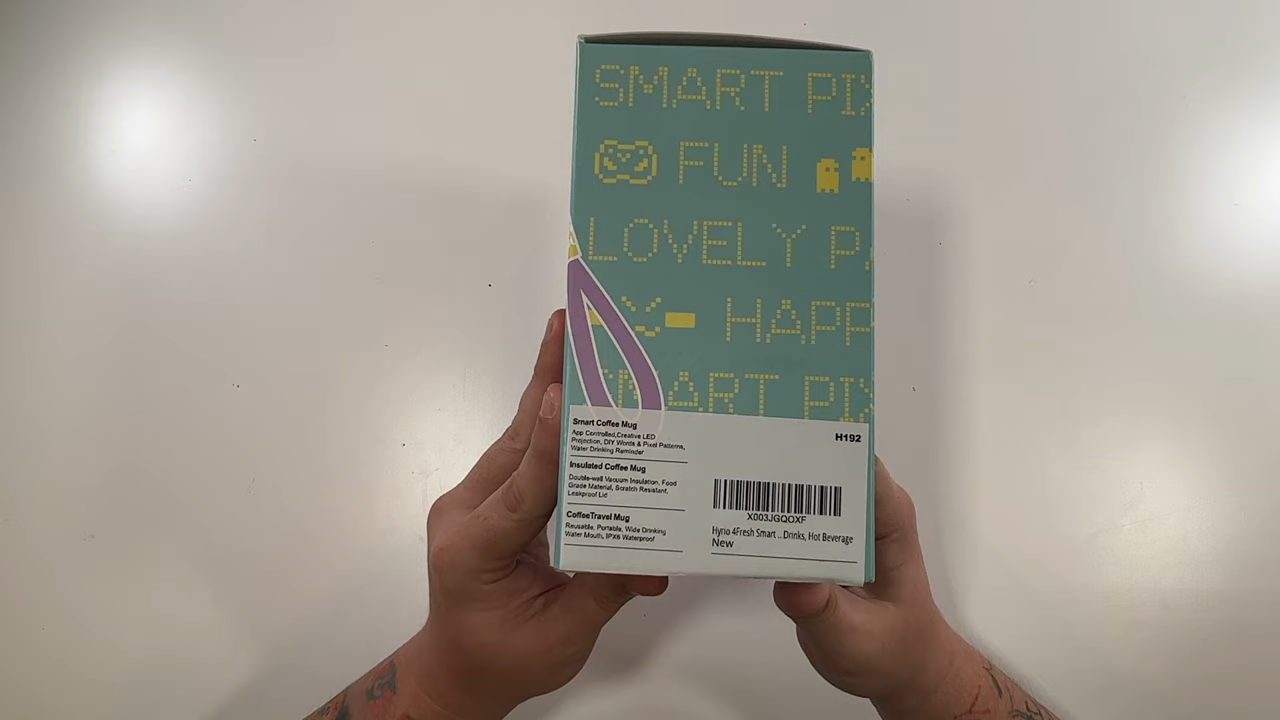 SMART PIX
FUN
LOVELY P
HAPP
SMART PIX
Smart Coffee Mug
App Controlled,Creative LED
Projection, DIY Words & Pixel Patterns,
Water Drinking Reminder
Insulated Coffee Mug
Double-wall Vacuum Insulation, Food
Grade Material, Scratch Resistant,
Leakproof Lid
CoffeeTravel Mug
Reusable, Portable, Wide Drinking
Water Mouth, IPX6 Waterproof
H192
X003JGQOXF
Hyrio 4Fresh Smart ...Drinks, Hot Beverage
New